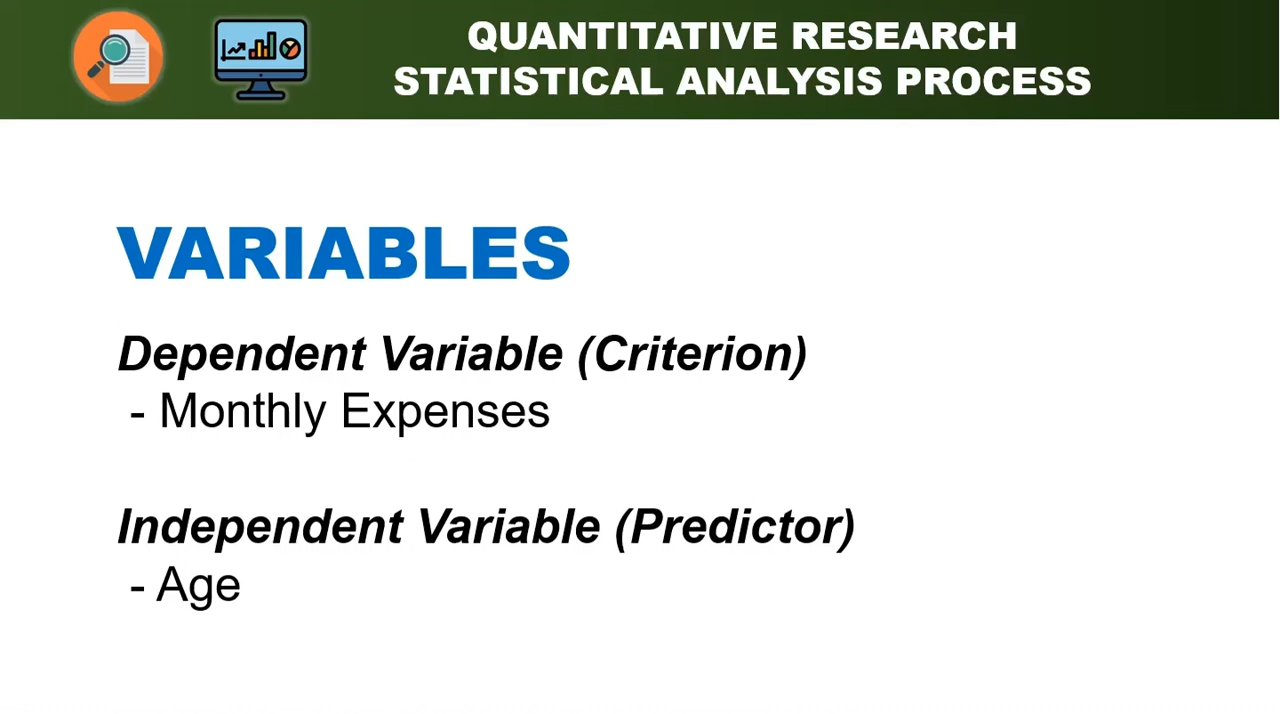 QUANTITATIVE RESEARCH
STATISTICAL ANALYSIS PROCESS
VARIABLES
Dependent Variable (Criterion)
- Monthly Expenses
Independent Variable (Predictor)
- Age